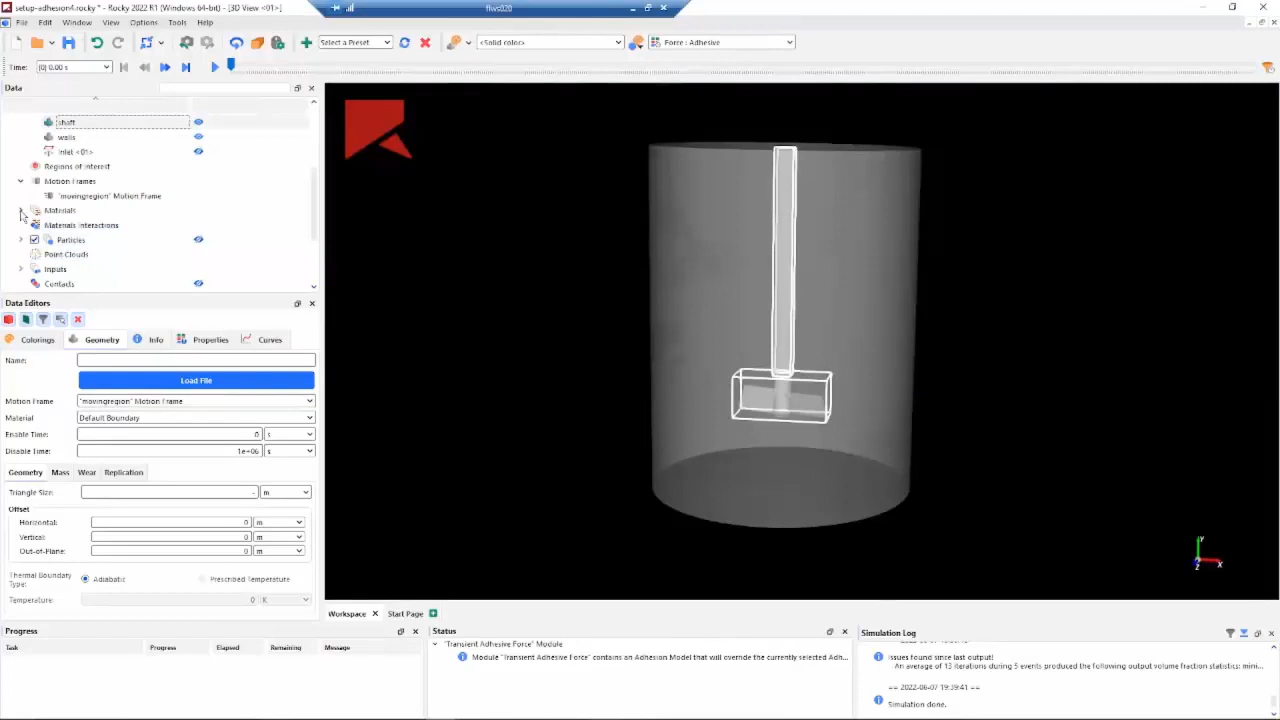 setup-adhesion4.rocky * - Rocky 2022 R1 (Windows 64-bit) - [3D View <01>]
flws020
File Edit Window View Options Tools Help
Select a Preset
<Solid color>
Force : Adhesive
Time: (0) 0.00 s
Data
shaft
walls
Inlet <01>
Regions of Interest
Motion Frames
"movingregion" Motion Frame
Materials
Materials Interactions
Particles
Point Clouds
Inputs
Contacts
Data Editors
Colorings Geometry Info Properties Curves
Name:
Load File
Motion Frame "movingregion" Motion Frame
Material Default Boundary
Enable Time: 0 s
Disable Time: 1e+06 s
Geometry Mass Wear Replication
Triangle Size: - m
Offset
Horizontal: 0 m
Vertical: 0 m
Out-of-Plane: 0 m
Thermal Boundary Type: Adiabatic Prescribed Temperature
Temperature: 0 K
Y
X
Z
Workspace Start Page
Progress
Task Progress Elapsed Remaining Message
Status
"Transient Adhesive Force" Module
Module "Transient Adhesive Force" contains an Adhesion Model that will override the currently selected Adh...
Simulation Log
Issues found since last output!
An average of 13 iterations during 5 events produced the following output volume fraction statistics: mini...
== 2022-06-07 19:39:41 ==
Simulation done.